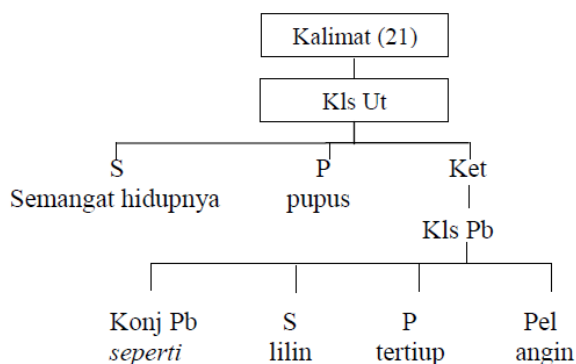 Kalimat (21)
Kls Ut
S P Ket
Semangat hidupnya pupus
Kls Pb
Konj Pb S P Pel
seperti lilin tertiup angin